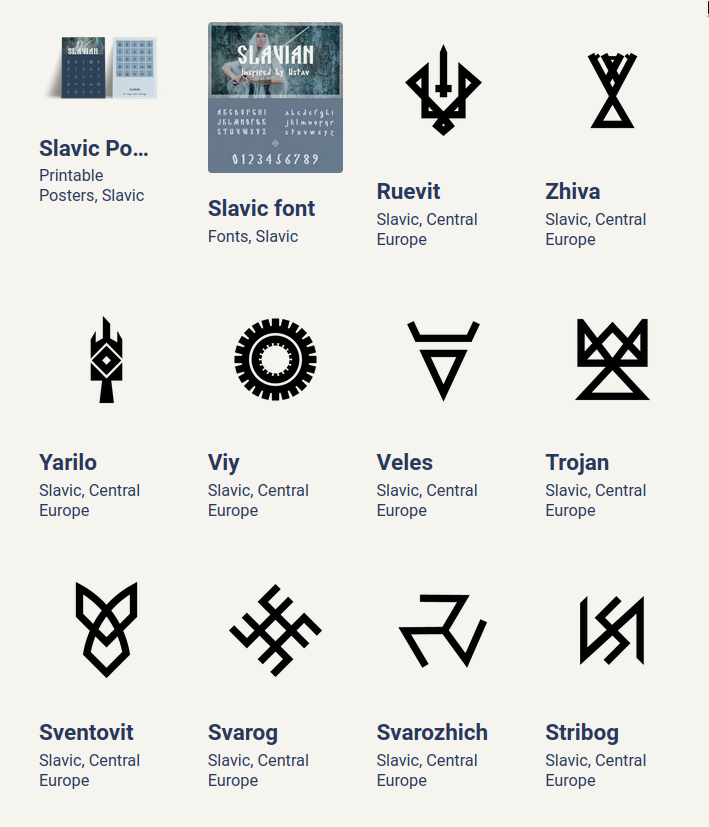 SLAVIAN
Slavic Po...
Printable
Posters, Slavic
SLAVIAN
Inspired by Ustav
ABCDEFGHI abcdefghi
JKLMNOPQR jklmnopqr
STUVWXYZ stuvwxyz
0123456789
Slavic font
Fonts, Slavic
Ruevit
Slavic, Central
Europe
Zhiva
Slavic, Central
Europe
Yarilo
Slavic, Central
Europe
Viy
Slavic, Central
Europe
Veles
Slavic, Central
Europe
Trojan
Slavic, Central
Europe
Sventovit
Slavic, Central
Europe
Svarog
Slavic, Central
Europe
Svarozhich
Slavic, Central
Europe
Stribog
Slavic, Central
Europe